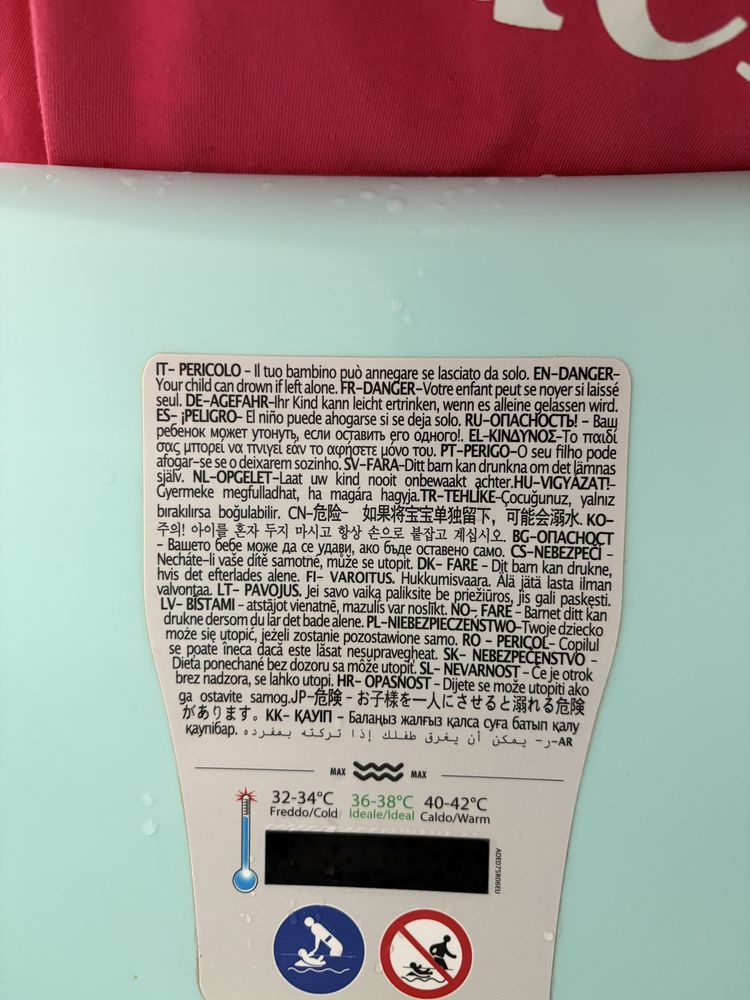 IT- PERICOLO - Il tuo bambino può annegare se lasciato da solo. EN-DANGER-
Your child can drown if left alone. FR-DANGER-Votre enfant peut se noyer si laissé
seul. DE-AGEFAHR-Ihr Kind kann leicht ertrinken, wenn es alleine gelassen wird.
ES- ¡PELIGRO- El niño puede ahogarse si se deja solo. RU-ОПАСНОСТЬ! - Ваш
ребенок может утонуть, если оставить его одного!. EL-ΚΙΝΔΥΝΟΣ-Το παιδί
σας μπορεί να πνιγεί εάν το αφήσετε μόνο του. PT-PERIGO-O seu filho pode
afogar-se se o deixarem sozinho. SV-FARA-Ditt barn kan drunkna om det lämnas
själv. NL-OPGELET-Laat uw kind nooit onbewaakt achter.HU-VIGYÁZAT!-
Gyermeke megfulladhat, ha magára hagyja.TR-TEHLİKE-Çocuğunuz, yalnız
bırakılırsa boğulabilir. CN-危险- 如果将宝宝单独留下，可能会溺水. KO-
주의! 아이를 혼자 두지 마시고 항상 손으로 붙잡고 계십시오. BG-ОПАСНОСТ
- Вашето бебе може да се удави, ако бъде оставено само. CS-NEBEZPEČÍ -
Necháte-li vaše dítě samotné, může se utopit. DK- FARE - Dit barn kan drukne,
hvis det efterlades alene. FI- VAROITUS. Hukkumisvaara. Älä jätä lasta ilman
valvontaa. LT- PAVOJUS. Jei savo vaiką paliksite be priežiūros, jis gali paskęsti.
LV- BĪSTAMI - atstājot vienatnē, mazulis var noslīkt. NO- FARE - Barnet ditt kan
drukne dersom du lar det bade alene. PL-NIEBEZPIECZEŃSTWO-Twoje dziecko
może się utopić, jeżeli zostanie pozostawione samo. RO - PERICOL- Copilul
se poate îneca dacă este lăsat nesupravegheat. SK- NEBEZPEČENSTVO -
Dieťa ponechané bez dozoru sa môže utopiť. SL- NEVARNOST - Če je otrok
brez nadzora, se lahko utopi. HR- OPASNOST - Dijete se može utopiti ako
ga ostavite samog.JP-危険 - お子様を一人にさせると溺れる危険
があります。KK- ҚАУІП - Балаңыз жалғыз қалса суға батып қалу
қаупібар. AR-ر- يمكن أن يغرق طفلك إذا تركته بمفرده
MAX MAX
32-34°C 36-38°C 40-42°C
Freddo/Cold Ideale/Ideal Caldo/Warm
ADE075R06EU